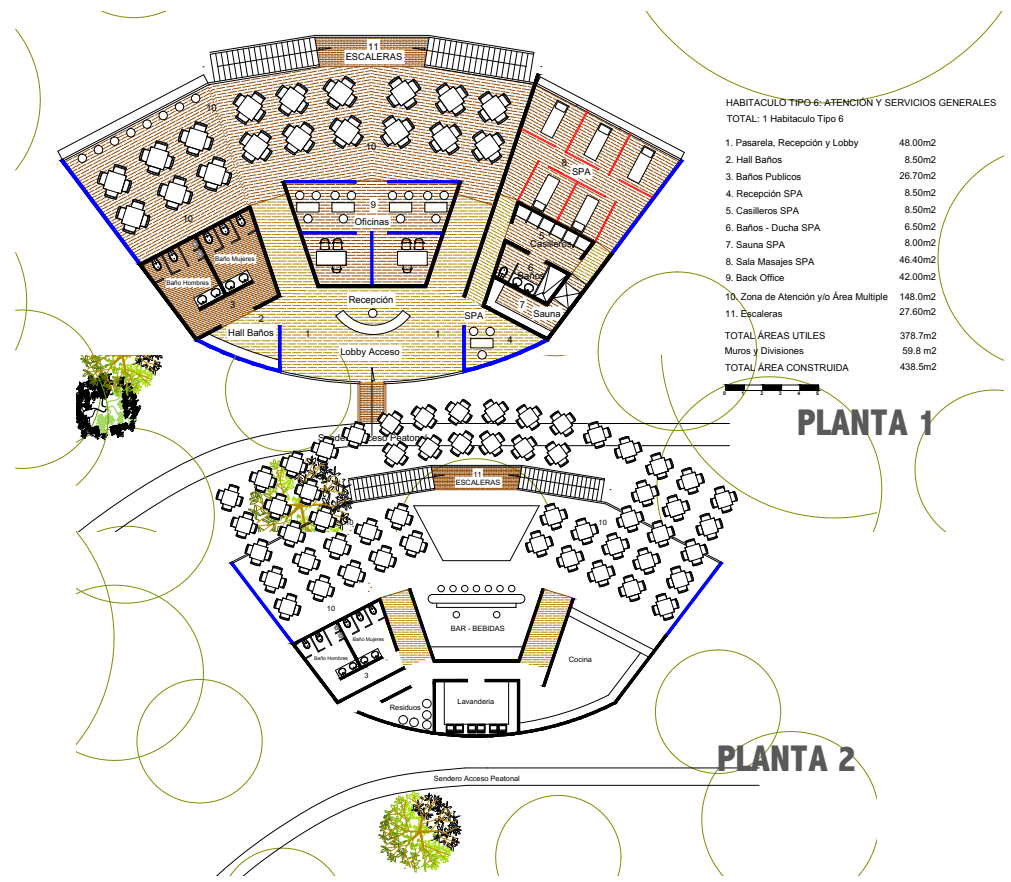 11
ESCALERAS
10
10
10
8
SPA
9
Oficinas
Casilleros
Baño Mujeres
Baño Hombres
Baños
3
7
Sauna
2
Recepción
SPA
Hall Baños
1
1
4
Lobby Acceso
HABITACULO TIPO 6: ATENCIÓN Y SERVICIOS GENERALES
TOTAL: 1 Habitaculo Tipo 6
1. Pasarela, Recepción y Lobby 48.00m2
2. Hall Baños 8.50m2
3. Baños Publicos 26.70m2
4. Recepción SPA 8.50m2
5. Casilleros SPA 8.50m2
6. Baños - Ducha SPA 6.50m2
7. Sauna SPA 8.00m2
8. Sala Masajes SPA 46.40m2
9. Back Office 42.00m2
10. Zona de Atención y/o Área Multiple 148.0m2
11. Escaleras 27.60m2
TOTAL ÁREAS UTILES 378.7m2
Muros y Divisiones 59.8 m2
TOTAL ÁREA CONSTRUIDA 438.5m2
PLANTA 1
Sendero Acceso Peatonal
11
ESCALERAS
10
10
10
BAR - BEBIDAS
Baño Mujeres
Baño Hombres
3
Cocina
Residuos
Lavanderia
PLANTA 2
Sendero Acceso Peatonal